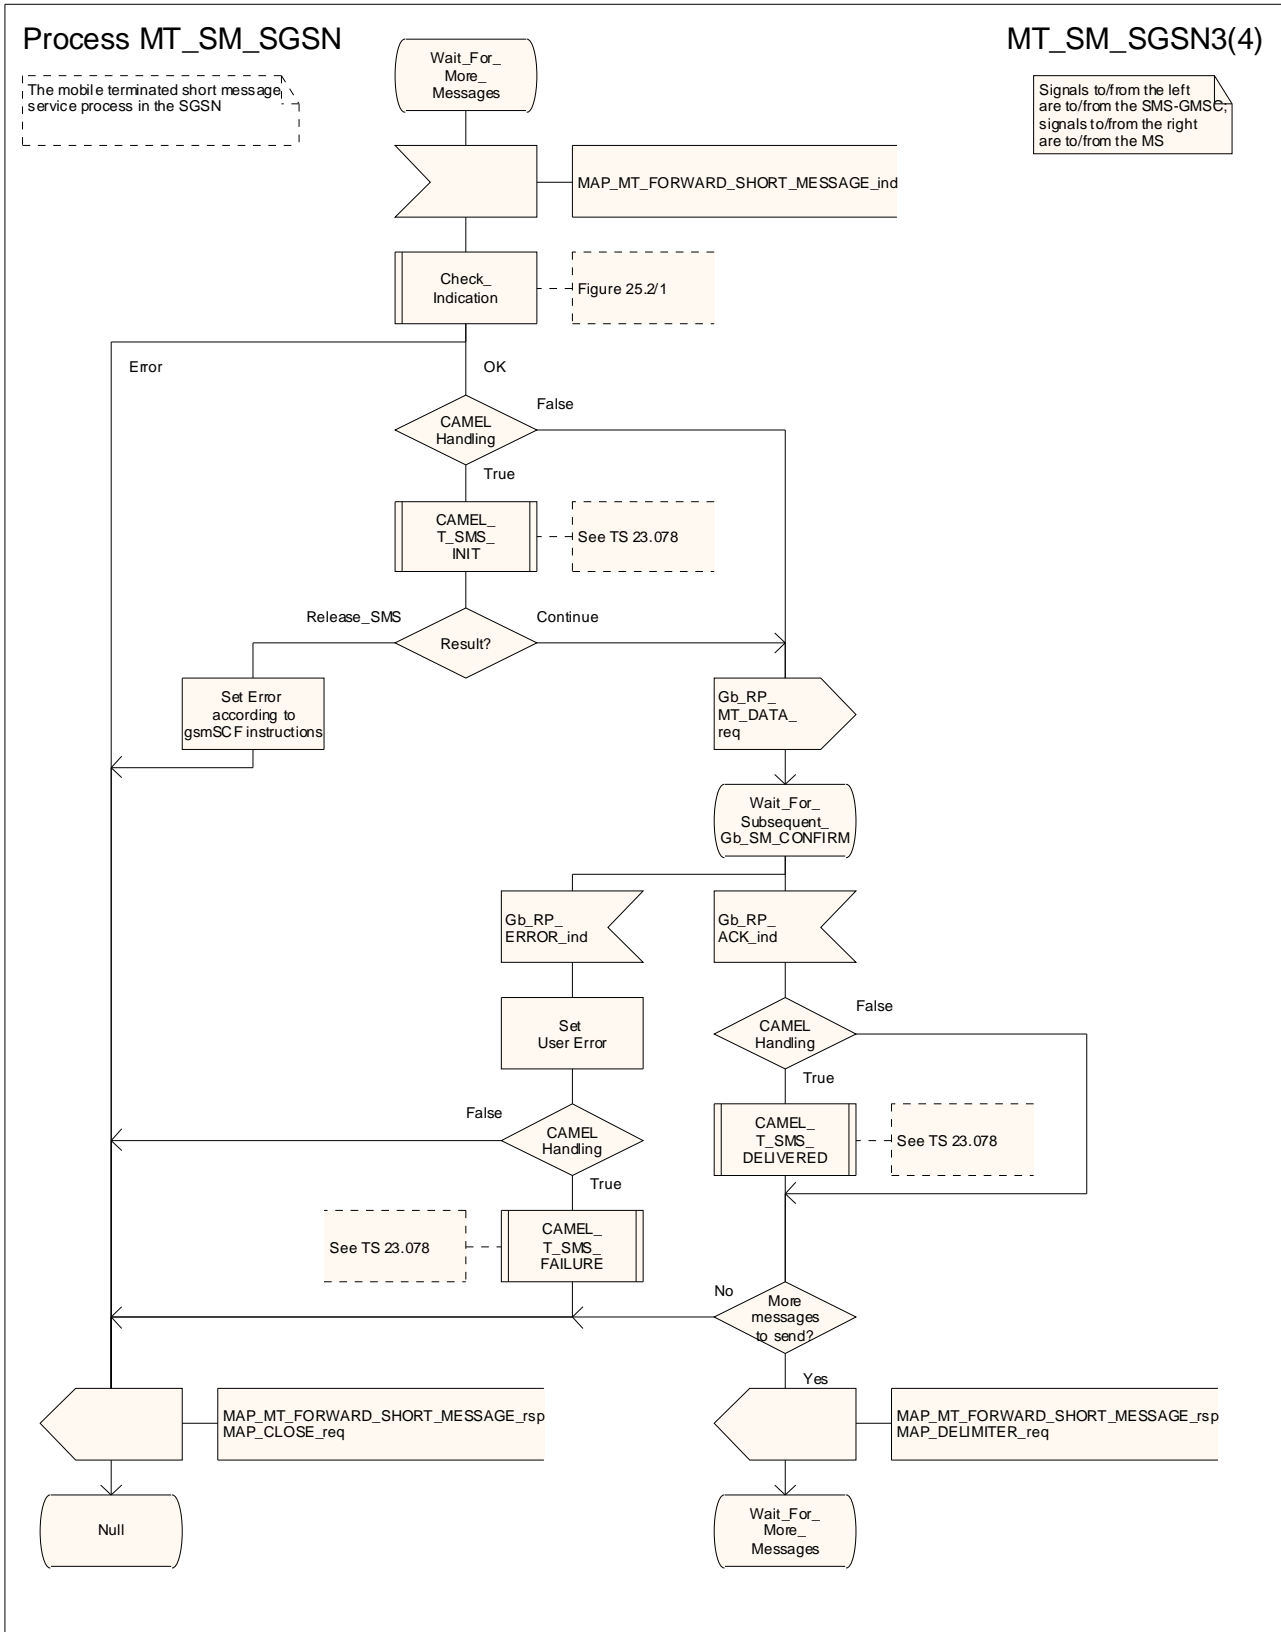 Process MT_SM_SGSN
MT_SM_SGSN3(4)
The mobile terminated short message
service process in the SGSN
Signals to/from the left
are to/from the SMS-GMSC;
signals to/from the right
are to/from the MS
Wait_For_
More_
Messages
MAP_MT_FORWARD_SHORT_MESSAGE_ind
Check_
Indication
Figure 25.2/1
Error
OK
CAMEL
Handling
False
True
CAMEL_
T_SMS_
INIT
See TS 23.078
Release_SMS
Result?
Continue
Set Error
according to
gsmSCF instructions
Gb_RP_
MT_DATA_
req
Wait_For_
Subsequent_
Gb_SM_CONFIRM
Gb_RP_
ERROR_ind
Gb_RP_
ACK_ind
Set
User Error
CAMEL
Handling
False
True
False
CAMEL
Handling
True
CAMEL_
T_SMS_
DELIVERED
See TS 23.078
See TS 23.078
CAMEL_
T_SMS_
FAILURE
No
More
messages
to send?
Yes
MAP_MT_FORWARD_SHORT_MESSAGE_rsp
MAP_CLOSE_req
MAP_MT_FORWARD_SHORT_MESSAGE_rsp
MAP_DELIMITER_req
Null
Wait_For_
More_
Messages